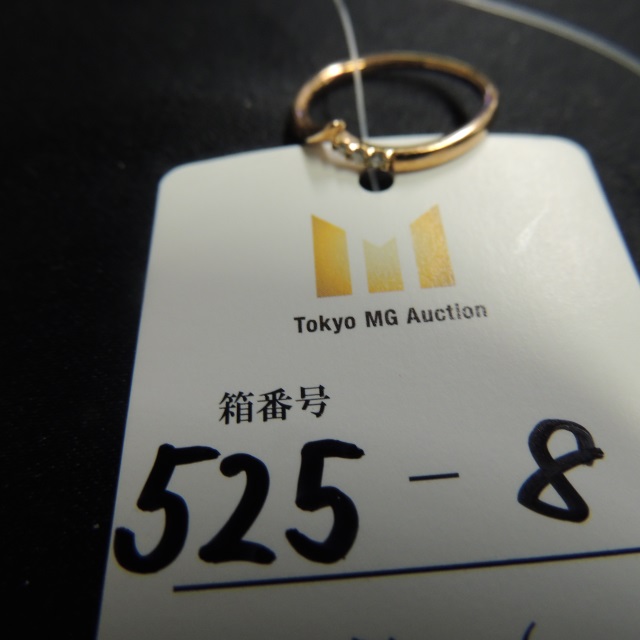 Tokyo MG Auction
箱番号
525 - 8